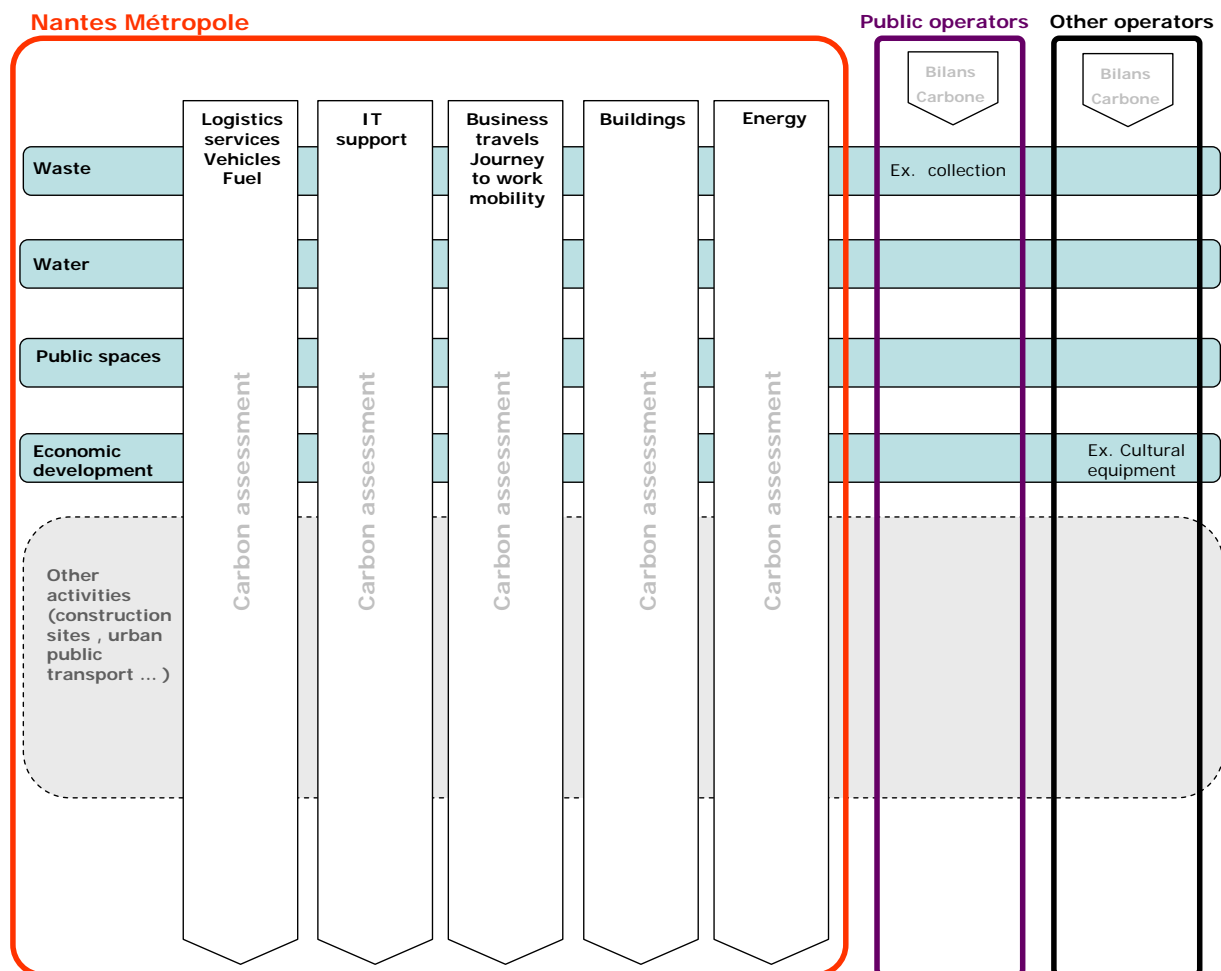 Nantes Métropole
Public operators
Other operators
Bilans
Carbone
Bilans
Carbone
Logistics
services
Vehicles
Fuel
IT
support
Business
travels
Journey
to work
mobility
Buildings
Energy
Waste
Ex. collection
Water
Public spaces
Economic
development
Ex. Cultural
equipment
Carbon assessment
Carbon assessment
Carbon assessment
Carbon assessment
Carbon assessment
Other
activities
(construction
sites , urban
public
transport ... )